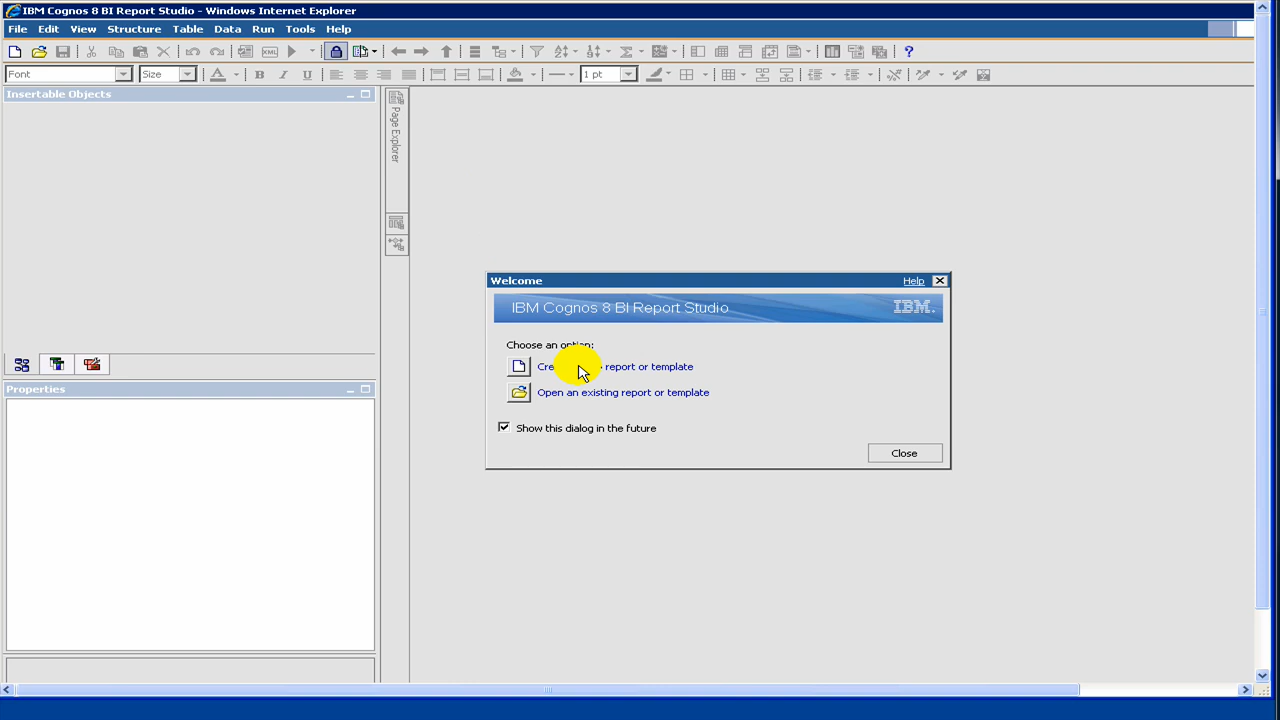 IBM Cognos 8 BI Report Studio - Windows Internet Explorer
File Edit View Structure Table Data Run Tools Help
Font Size B I U 1 pt
Insertable Objects
Page Explorer
Welcome Help
IBM Cognos 8 BI Report Studio IBM.
Choose an option:
report or template
Open an existing report or template
Show this dialog in the future
Close
Properties